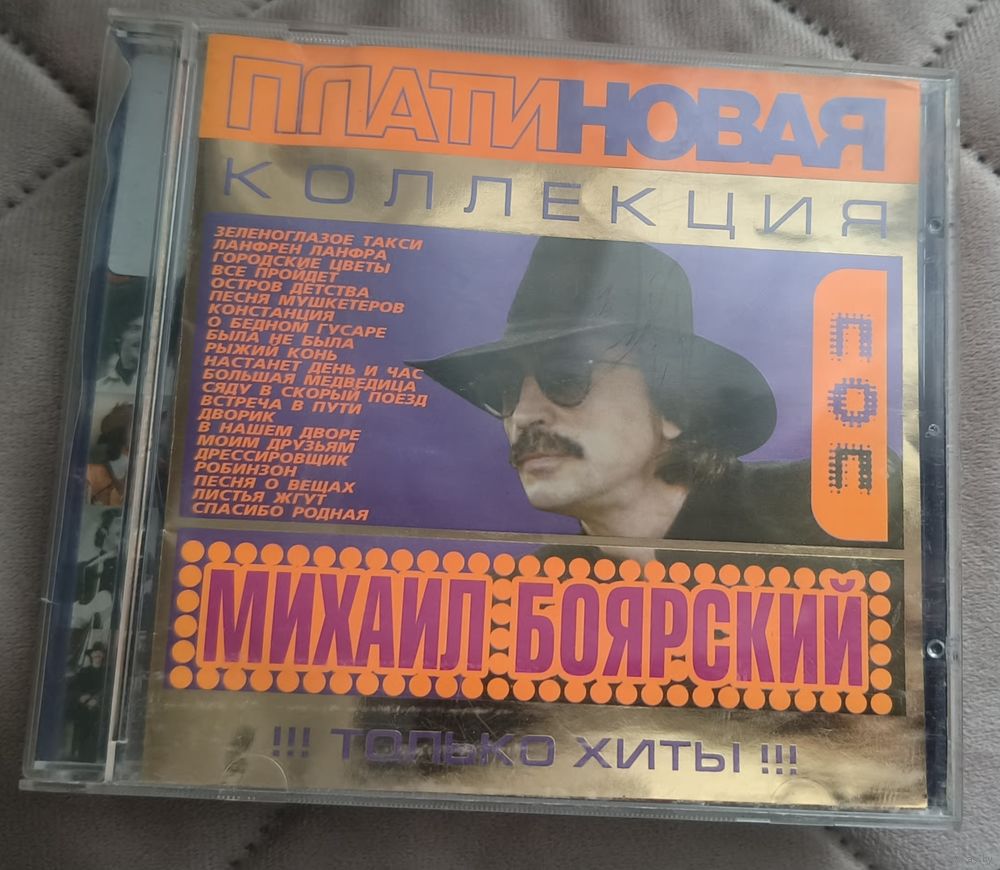 ПЛАТИНОВАЯ
КОЛЛЕКЦИЯ
ЗЕЛЕНОГЛАЗОЕ ТАКСИ
ЛАНФРЕН ЛАНФРА
ГОРОДСКИЕ ЦВЕТЫ
ВСЕ ПРОЙДЕТ
ОСТРОВ ДЕТСТВА
ПЕСНЯ МУШКЕТЕРОВ
КОНСТАНЦИЯ
О БЕДНОМ ГУСАРЕ
БЫЛА НЕ БЫЛА
РЫЖИЙ КОНЬ
НАСТАНЕТ ДЕНЬ И ЧАС
БОЛЬШАЯ МЕДВЕДИЦА
СЯДУ В СКОРЫЙ ПОЕЗД
ВСТРЕЧА В ПУТИ
ДВОРИК
В НАШЕМ ДВОРЕ
МОИМ ДРУЗЬЯМ
ДРЕССИРОВЩИК
РОБИНЗОН
ПЕСНЯ О ВЕЩАХ
ЛИСТЬЯ ЖГУТ
СПАСИБО РОДНАЯ
ПОП
МИХАИЛ БОЯРСКИЙ
!!! ТОЛЬКО ХИТЫ !!!